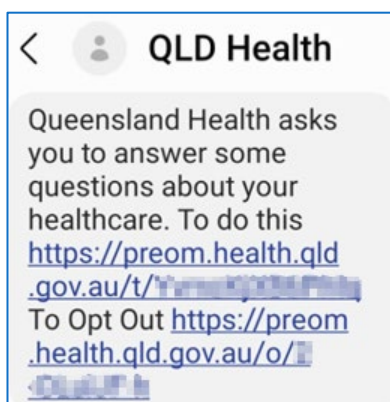 QLD Health
Queensland Health asks
you to answer some
questions about your
healthcare. To do this
https://preom.health.qld
.gov.au/t/
To Opt Out https://preom
.health.qld.gov.au/o/